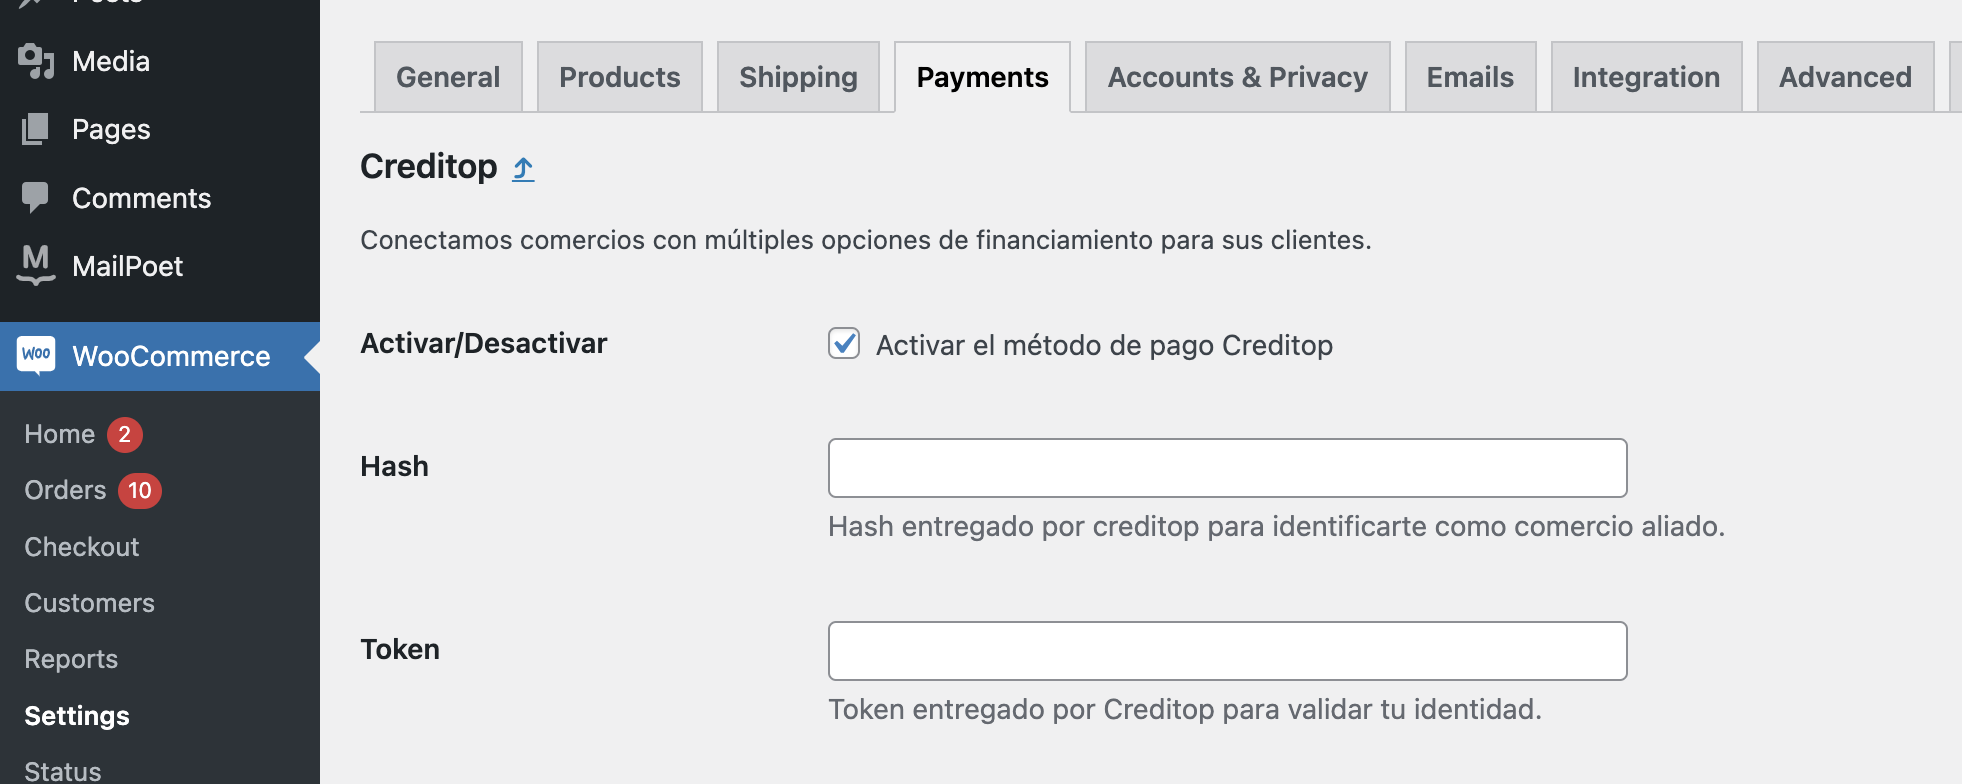 Media
Pages
Comments
MailPoet
WooCommerce
Home 2
Orders 10
Checkout
Customers
Reports
Settings
Status
General
Products
Shipping
Payments
Accounts & Privacy
Emails
Integration
Advanced
Creditop
Conectamos comercios con múltiples opciones de financiamiento para sus clientes.
Activar/Desactivar
Activar el método de pago Creditop
Hash
Hash entregado por creditop para identificarte como comercio aliado.
Token
Token entregado por Creditop para validar tu identidad.